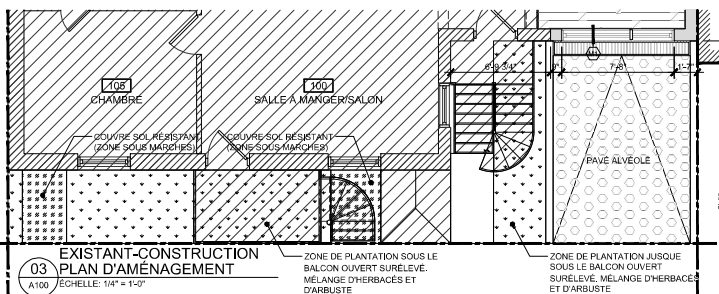 105
CHAMBRE
100
SALLE À MANGER/SALON
6'-9 3/4"
7'-8"
1'-7"
COUVRE SOL RÉSISTANT
(ZONE SOUS MARCHES)
COUVRE SOL RÉSISTANT
(ZONE SOUS MARCHES)
PAVÉ ALVÉOLÉ
EXISTANT-CONSTRUCTION
PLAN D'AMÉNAGEMENT
03
A100
ÉCHELLE: 1/4" = 1'-0"
ZONE DE PLANTATION SOUS LE
BALCON OUVERT SURÉLEVÉ.
MÉLANGE D'HERBACÉS ET
D'ARBUSTE
ZONE DE PLANTATION JUSQUE
SOUS LE BALCON OUVERT
SURÉLEVÉ. MÉLANGE D'HERBACÉS
ET D'ARBUSTE